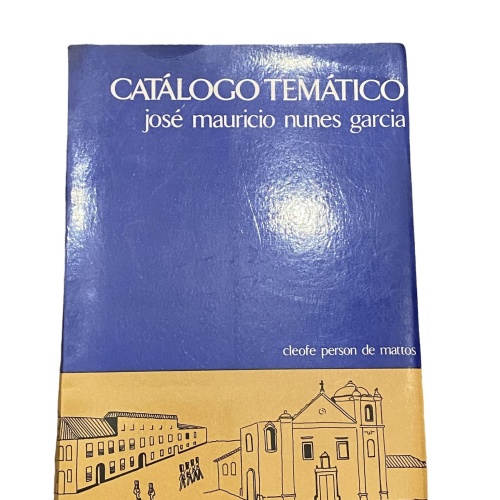 CATÁLOGO TEMÁTICO
josé mauricio nunes garcia
cleofe person de mattos